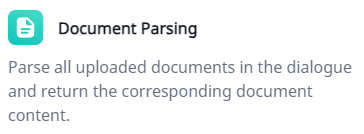 Document Parsing
Parse all uploaded documents in the dialogue
and return the corresponding document
content.